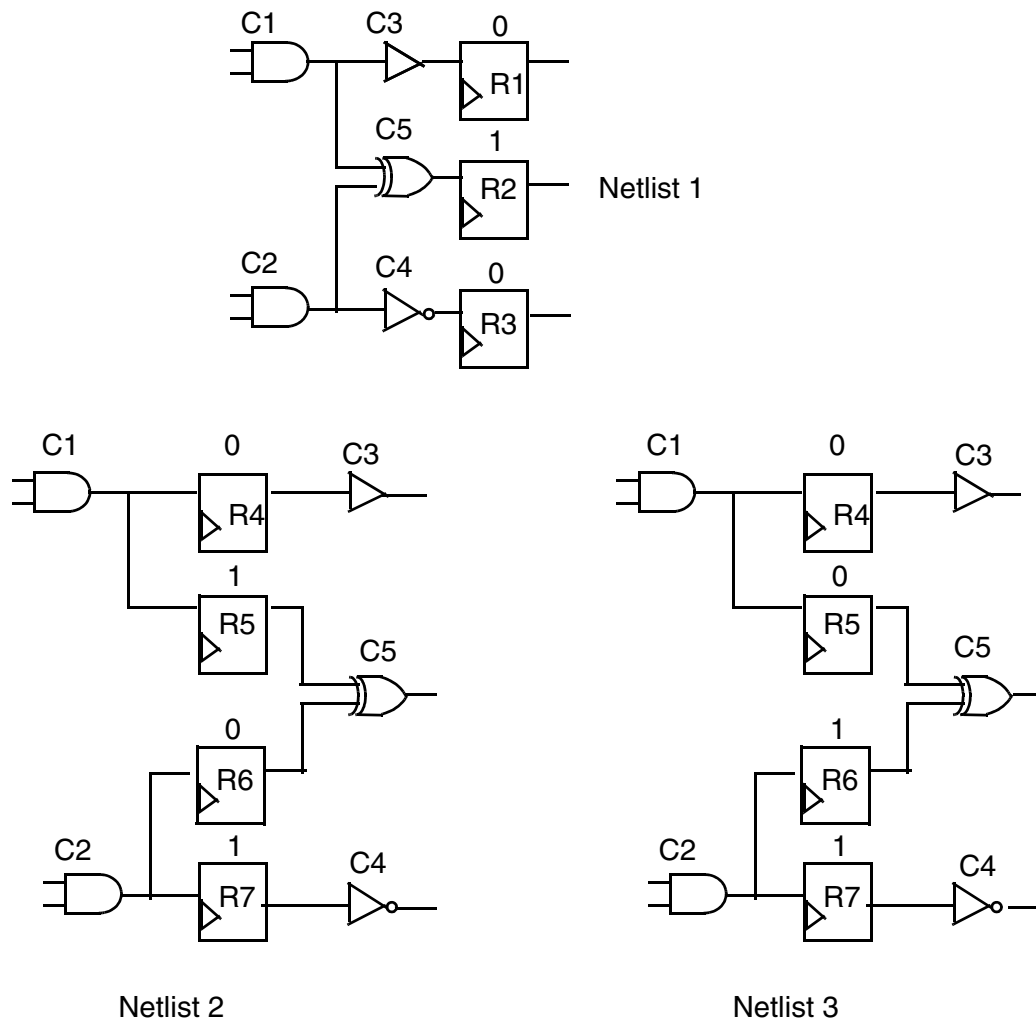 C1 C3 0
R1
C5 1
R2 Netlist 1
C2 C4 0
R3
C1 0 C3
R4
1
R5
C5
0
R6
C2 1 C4
R7
Netlist 2
C1 0 C3
R4
0
R5
C5
1
R6
C2 1 C4
R7
Netlist 3